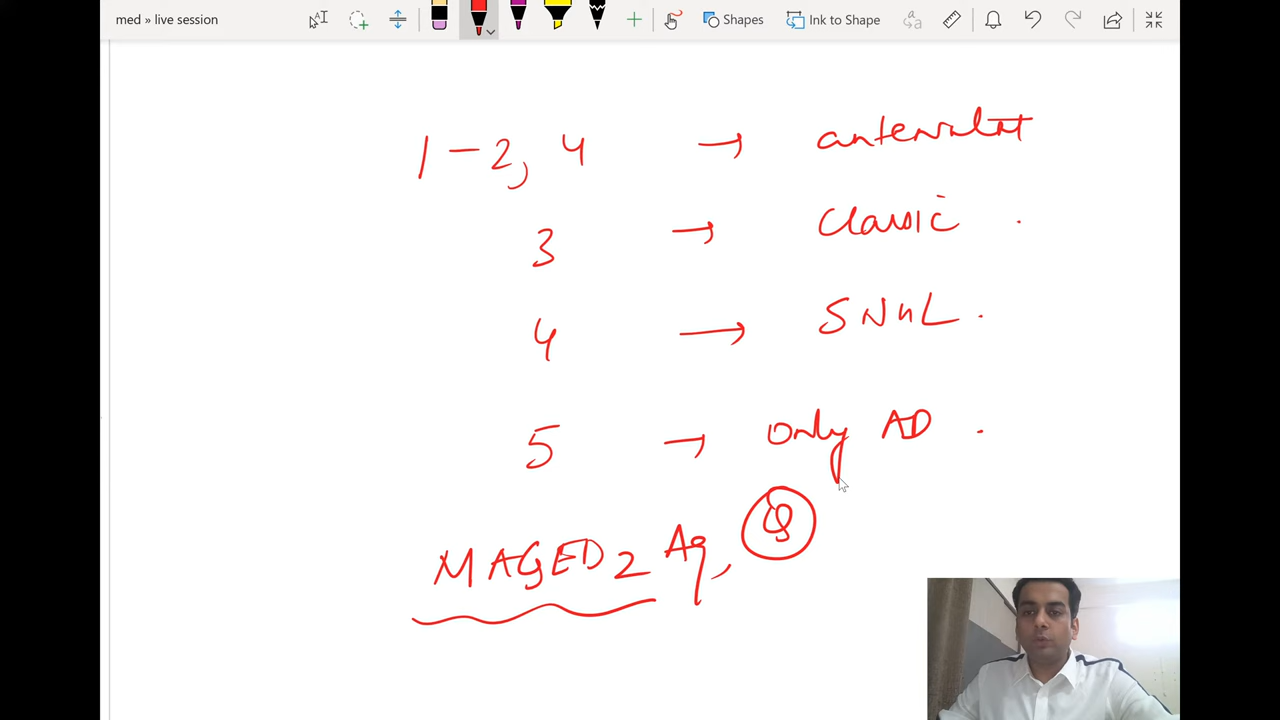 med » live session
Shapes
Ink to Shape
1 – 2, 4 → antenatal
3 → Classic .
4 → SNHL .
5 → only AD .
MAGED2 Ag,